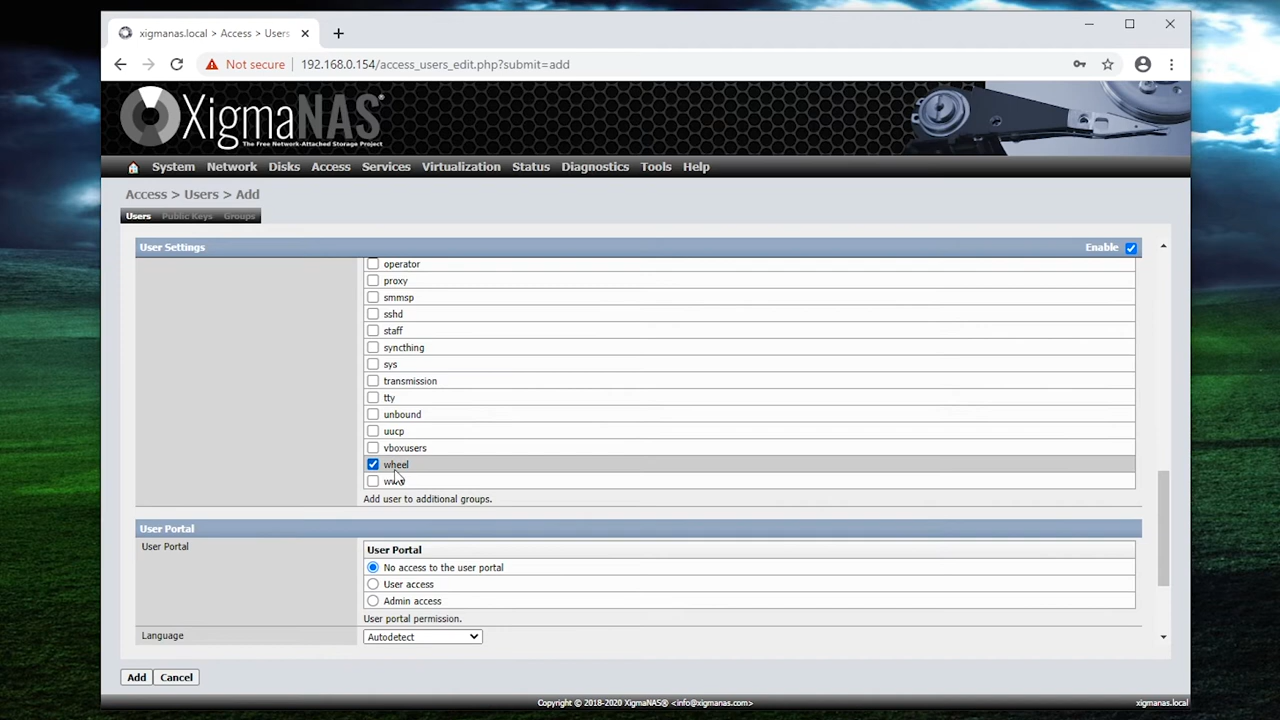 xigmanas.local > Access > Users
Not secure
192.168.0.154/access_users_edit.php?submit=add
XigmaNAS®
The Free Network-Attached Storage Project
System Network Disks Access Services Virtualization Status Diagnostics Tools Help
Access > Users > Add
Users Public Keys Groups
User Settings Enable
operator
proxy
smmsp
sshd
staff
syncthing
sys
transmission
tty
unbound
uucp
vboxusers
wheel
www
Add user to additional groups.
User Portal
User Portal
User Portal
No access to the user portal
User access
Admin access
User portal permission.
Language Autodetect
Add Cancel
Copyright © 2018-2020 XigmaNAS® <info@xigmanas.com> xigmanas.local